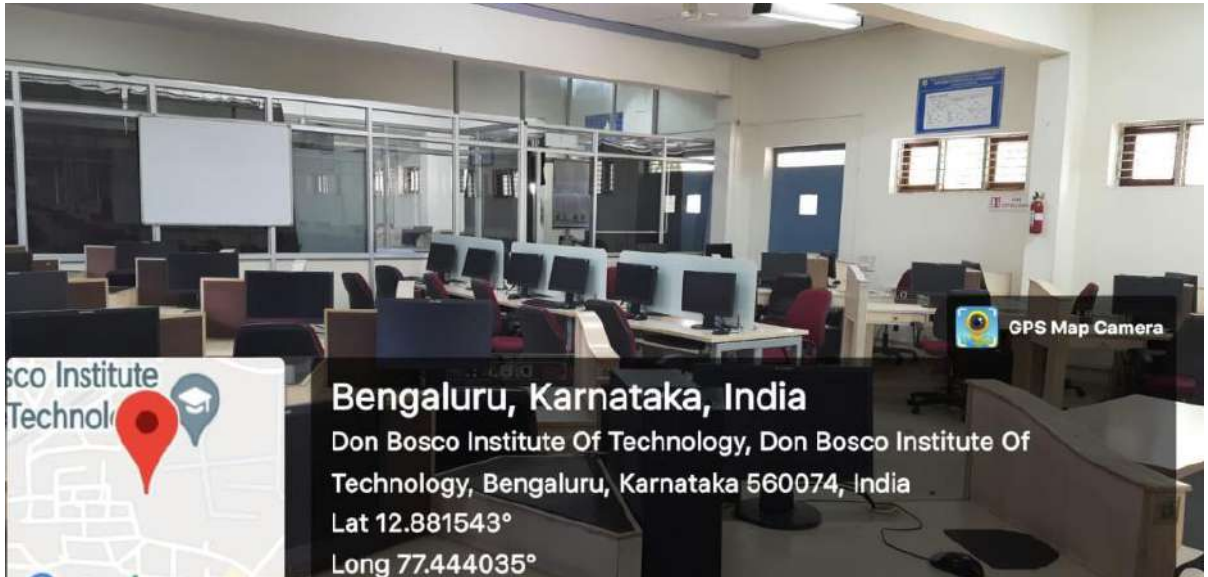 GPS Map Camera
sco Institute
Technol
Bengaluru, Karnataka, India
Don Bosco Institute Of Technology, Don Bosco Institute Of
Technology, Bengaluru, Karnataka 560074, India
Lat 12.881543°
Long 77.444035°